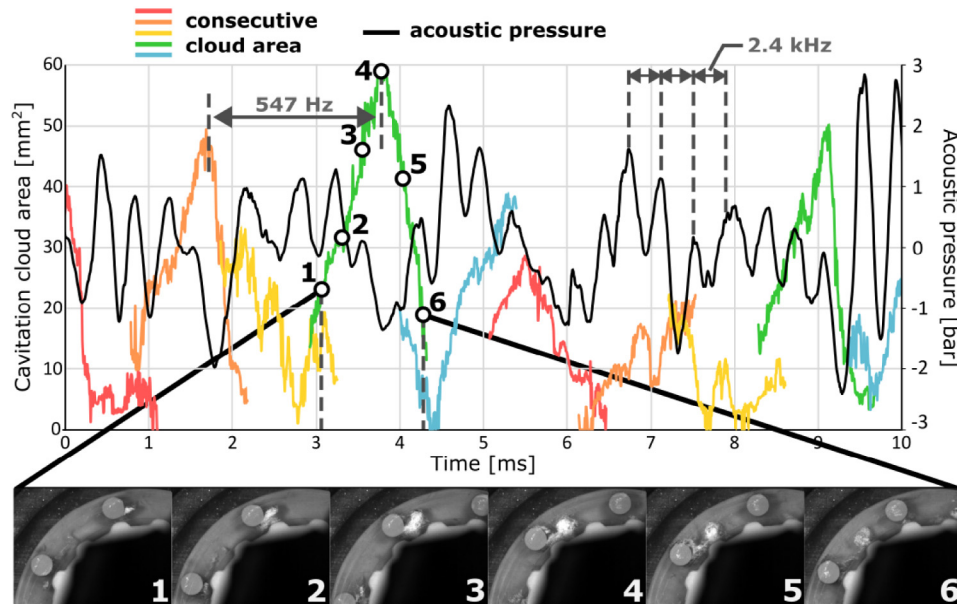 consecutive
cloud area
acoustic pressure
2.4 kHz
547 Hz
Cavitation cloud area [mm²]
60
50
40
30
20
10
0
Acoustic pressure [bar]
3
2
1
0
-1
-2
-3
1
2
3
4
5
6
0 1 2 3 4 5 6 7 8 9 10
Time [ms]
1 2 3 4 5 6